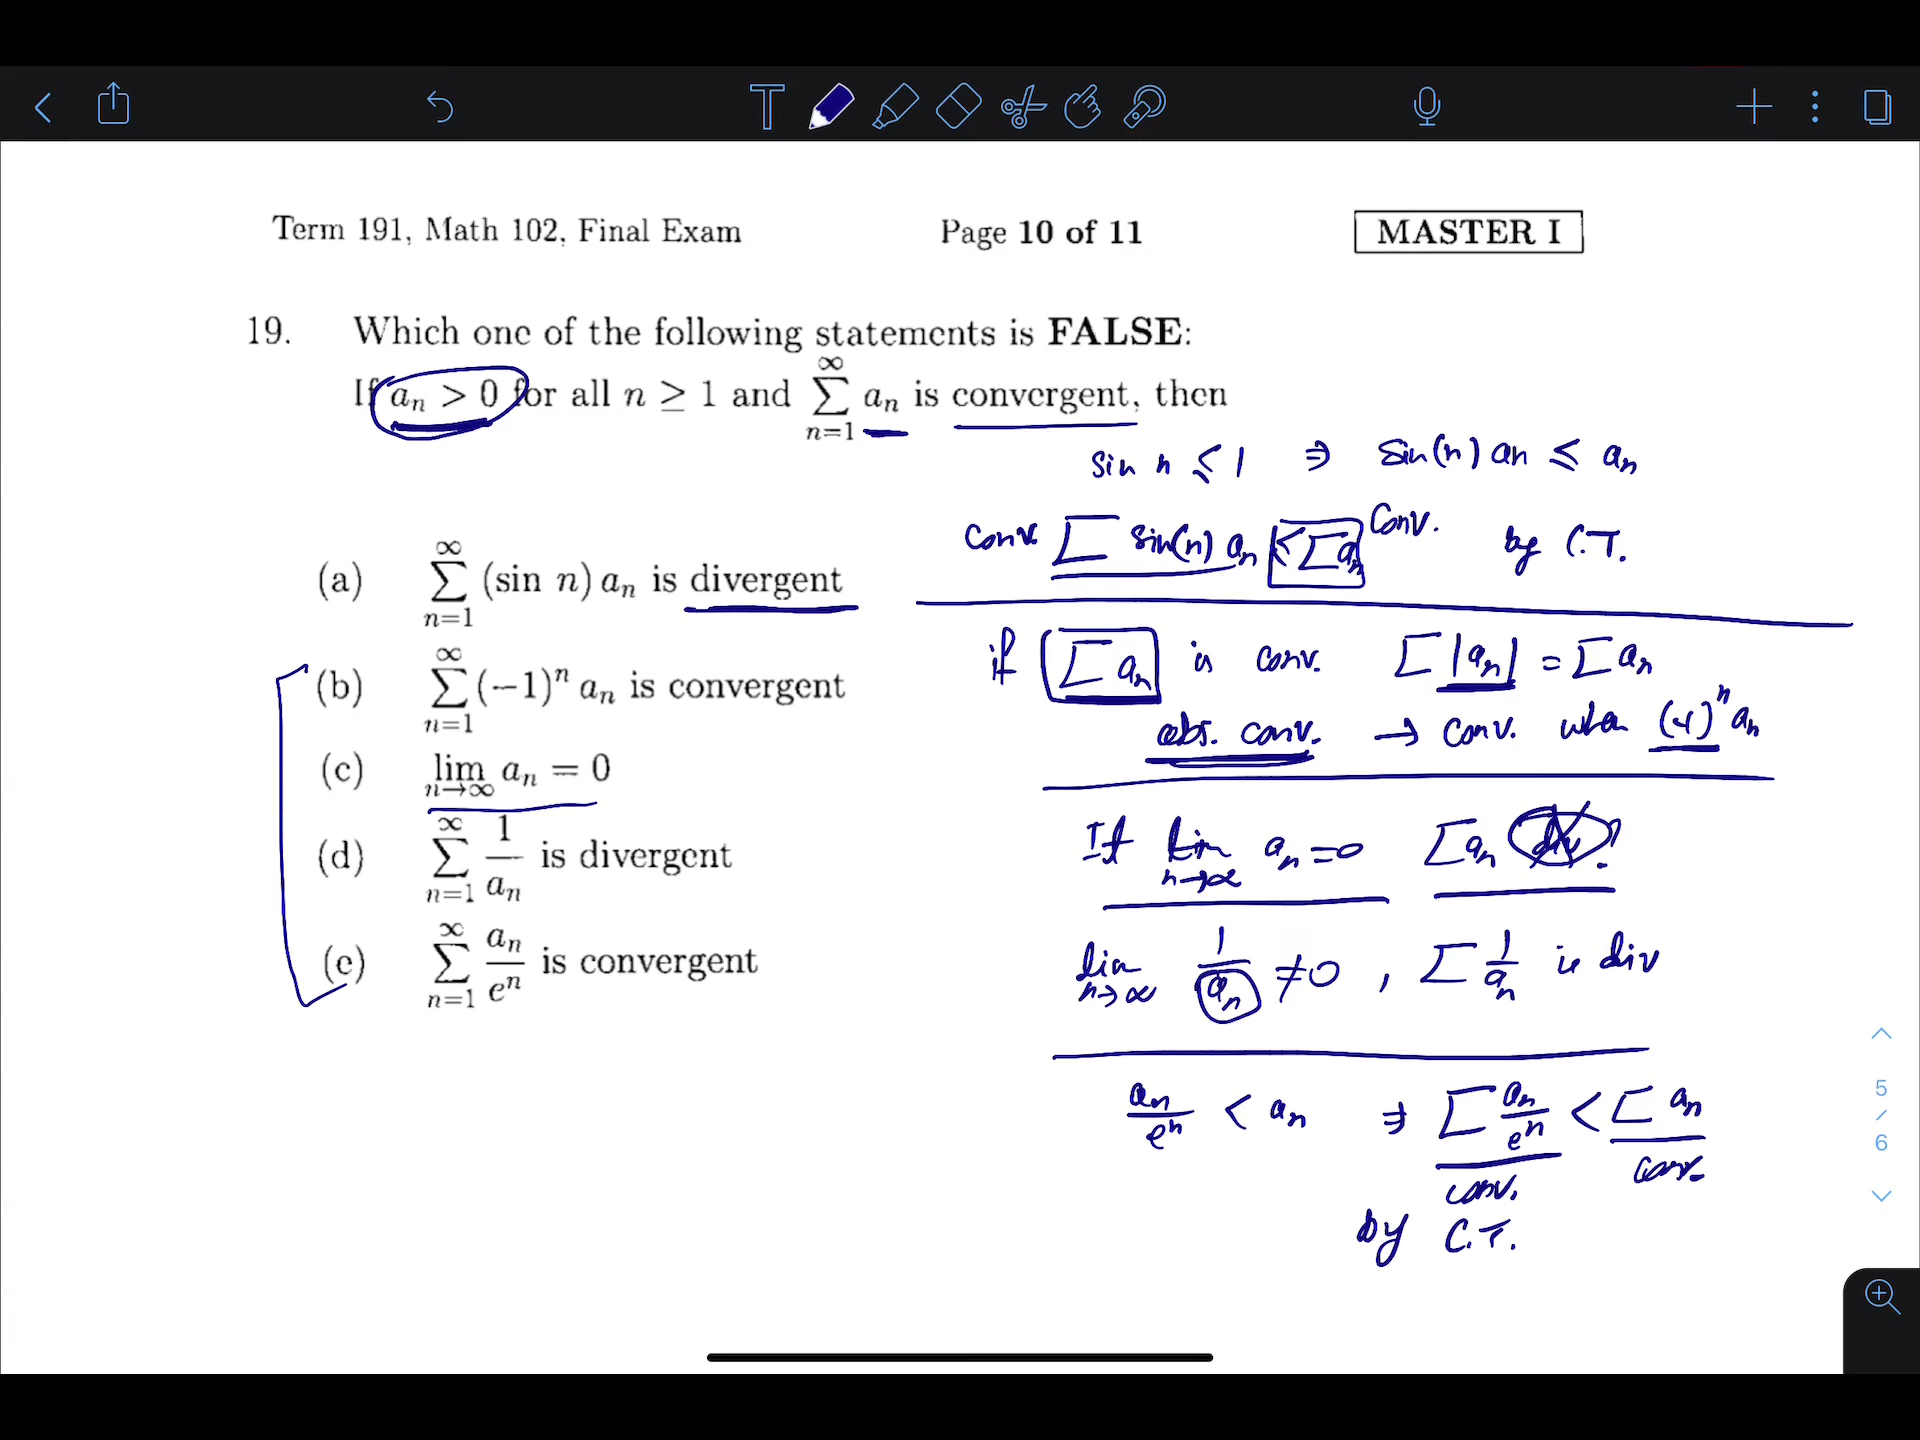 Term 191, Math 102, Final Exam Page 10 of 11 MASTER I
19. Which one of the following statements is FALSE:
If aₙ > 0 for all n ≥ 1 and ∑_{n=1}^{∞} aₙ is convergent, then
sin n ≤ 1 ⇒ sin(n) aₙ ≤ aₙ
conv. ∑ sin(n) aₙ ≤ ∑ aₙ Conv. by C.T.
(a) ∑_{n=1}^{∞} (sin n) aₙ is divergent
if ∑ aₙ is conv. ∑ |aₙ| = ∑ aₙ
(b) ∑_{n=1}^{∞} (−1)ⁿ aₙ is convergent
abs. conv. → conv. when (-1)ⁿ aₙ
(c) lim_{n→∞} aₙ = 0
If lim_{n→∞} aₙ = 0 ∑ aₙ div !
(d) ∑_{n=1}^{∞} 1/aₙ is divergent
lim_{n→∞} 1/aₙ ≠ 0 , ∑ 1/aₙ is div
(e) ∑_{n=1}^{∞} aₙ/eⁿ is convergent
aₙ/eⁿ < aₙ ⇒ ∑ aₙ/eⁿ < ∑ aₙ
conv. conv.
by C.T.
5
/
6